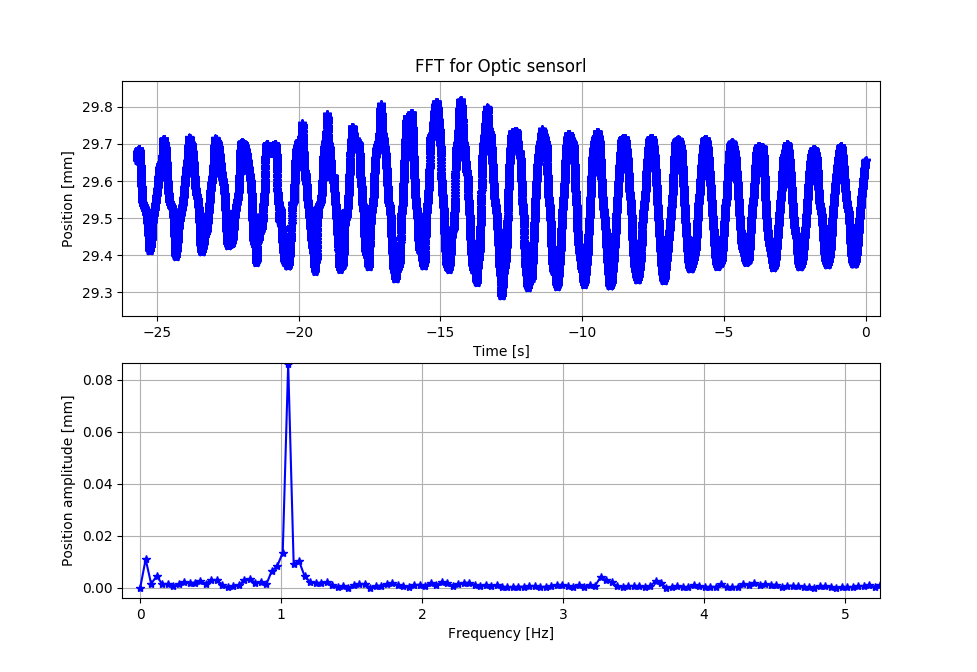 FFT for Optic sensorl
29.8
29.7
29.6
29.5
29.4
29.3
Position [mm]
−25 −20 −15 −10 −5 0
Time [s]
0.08
0.06
0.04
0.02
0.00
Position amplitude [mm]
0 1 2 3 4 5
Frequency [Hz]